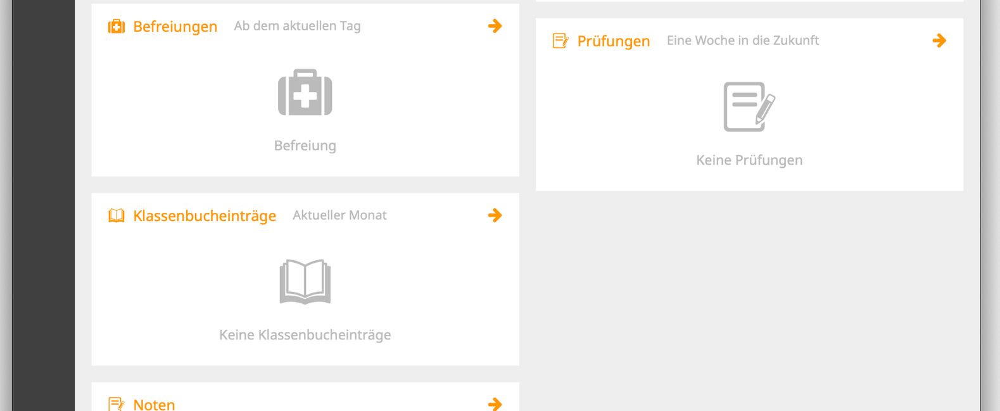 Befreiungen Ab dem aktuellen Tag
Befreiung
Klassenbucheinträge Aktueller Monat
Keine Klassenbucheinträge
Noten
Prüfungen Eine Woche in die Zukunft
Keine Prüfungen